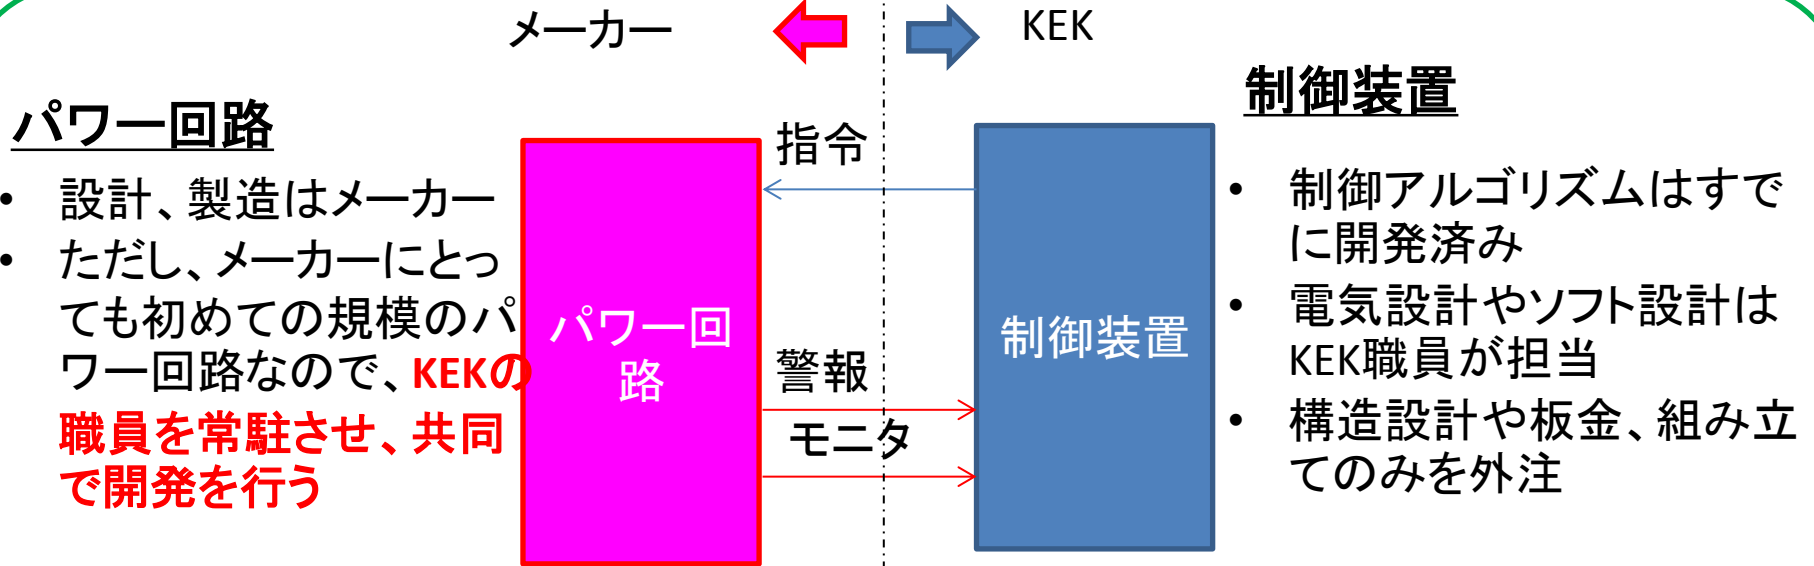 メーカー
KEK
パワー回路
• 設計、製造はメーカー
• ただし、メーカーにとっ
ても初めての規模のパ
ワー回路なので、KEKの
職員を常駐させ、共同
で開発を行う
パワー回
路
指令
警報
モニタ
制御装置
制御装置
• 制御アルゴリズムはすで
に開発済み
• 電気設計やソフト設計は
KEK職員が担当
• 構造設計や板金、組み立
てのみを外注